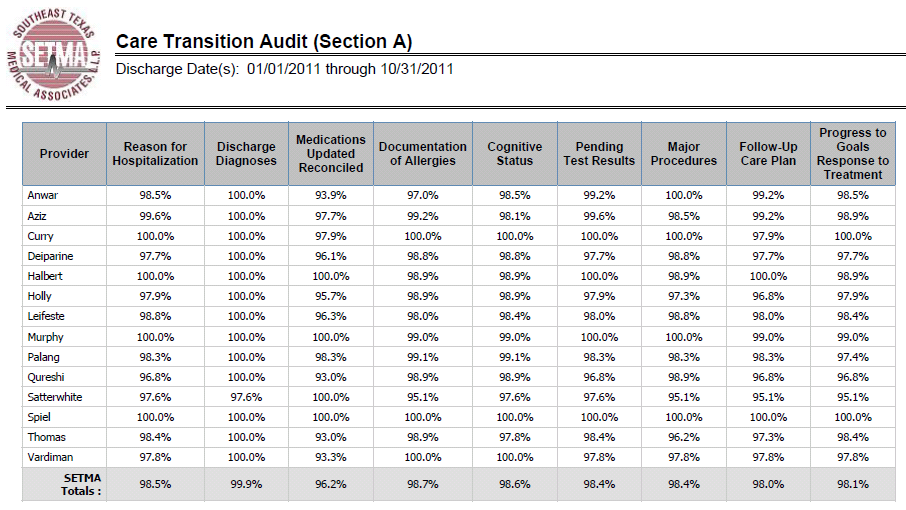 SOUTHEAST TEXAS
SETMA
MEDICAL ASSOCIATES, L.L.P.
Care Transition Audit (Section A)
Discharge Date(s): 01/01/2011 through 10/31/2011
Provider Reason for Hospitalization Discharge Diagnoses Medications Updated Reconciled Documentation of Allergies Cognitive Status Pending Test Results Major Procedures Follow-Up Care Plan Progress to Goals Response to Treatment
Anwar 98.5% 100.0% 93.9% 97.0% 98.5% 99.2% 100.0% 99.2% 98.5%
Aziz 99.6% 100.0% 97.7% 99.2% 98.1% 99.6% 98.5% 99.2% 98.9%
Curry 100.0% 100.0% 97.9% 100.0% 100.0% 100.0% 100.0% 97.9% 100.0%
Deiparine 97.7% 100.0% 96.1% 98.8% 98.8% 97.7% 98.8% 97.7% 97.7%
Halbert 100.0% 100.0% 100.0% 98.9% 98.9% 100.0% 98.9% 100.0% 98.9%
Holly 97.9% 100.0% 95.7% 98.9% 98.9% 97.9% 97.3% 96.8% 97.9%
Leifeste 98.8% 100.0% 96.3% 98.0% 98.4% 98.0% 98.8% 98.0% 98.4%
Murphy 100.0% 100.0% 100.0% 99.0% 99.0% 100.0% 100.0% 99.0% 99.0%
Palang 98.3% 100.0% 98.3% 99.1% 99.1% 98.3% 98.3% 98.3% 97.4%
Qureshi 96.8% 100.0% 93.0% 98.9% 98.9% 96.8% 98.9% 96.8% 96.8%
Satterwhite 97.6% 97.6% 100.0% 95.1% 97.6% 97.6% 95.1% 95.1% 95.1%
Spiel 100.0% 100.0% 100.0% 100.0% 100.0% 100.0% 100.0% 100.0% 100.0%
Thomas 98.4% 100.0% 93.0% 98.9% 97.8% 98.4% 96.2% 97.3% 98.4%
Vardiman 97.8% 100.0% 93.3% 100.0% 100.0% 97.8% 97.8% 97.8% 97.8%
SETMA Totals : 98.5% 99.9% 96.2% 98.7% 98.6% 98.4% 98.4% 98.0% 98.1%